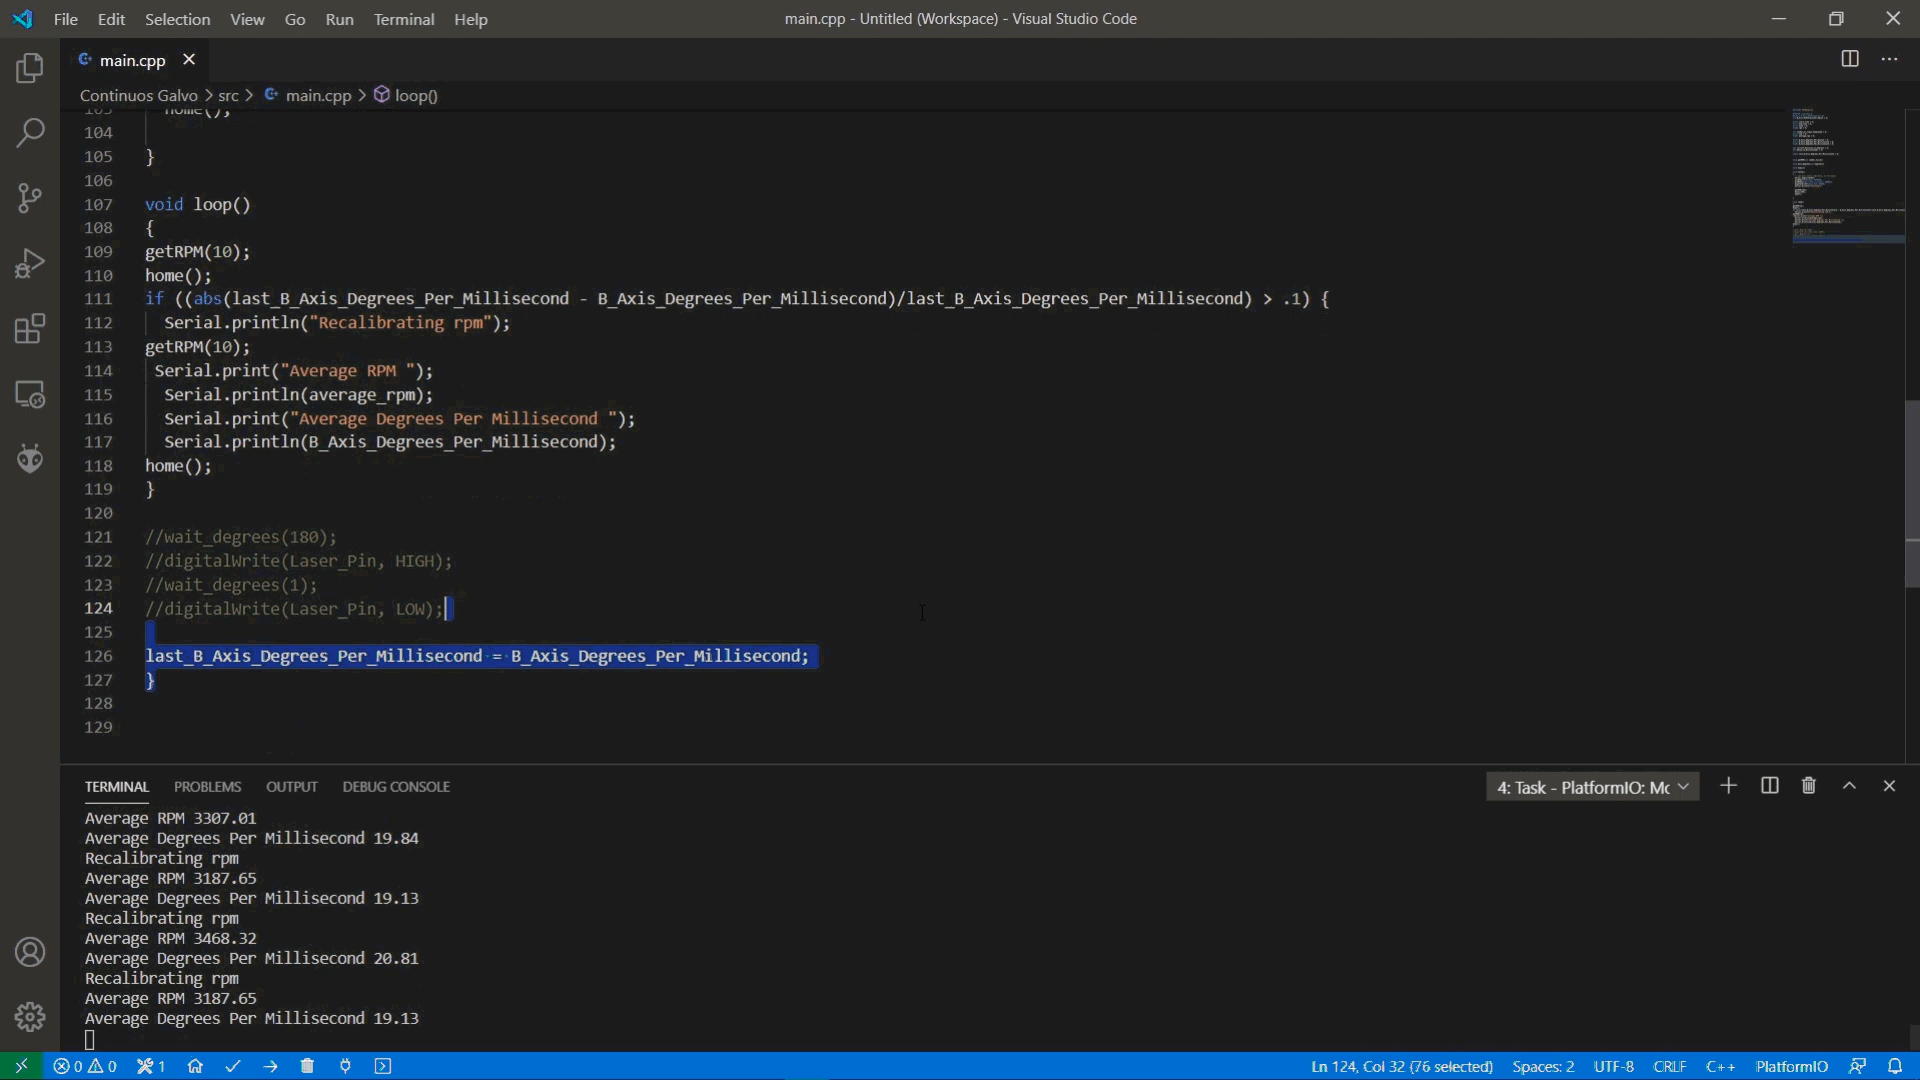 File Edit Selection View Go Run Terminal Help
main.cpp - Untitled (Workspace) - Visual Studio Code
main.cpp
Continuos Galvo > src > main.cpp > loop()
103 home();
104
105 }
106
107 void loop()
108 {
109 getRPM(10);
110 home();
111 if ((abs(last_B_Axis_Degrees_Per_Millisecond - B_Axis_Degrees_Per_Millisecond)/last_B_Axis_Degrees_Per_Millisecond) > .1) {
112 Serial.println("Recalibrating rpm");
113 getRPM(10);
114 Serial.print("Average RPM ");
115 Serial.println(average_rpm);
116 Serial.print("Average Degrees Per Millisecond ");
117 Serial.println(B_Axis_Degrees_Per_Millisecond);
118 home();
119 }
120
121 //wait_degrees(180);
122 //digitalWrite(Laser_Pin, HIGH);
123 //wait_degrees(1);
124 //digitalWrite(Laser_Pin, LOW);
125
126 last_B_Axis_Degrees_Per_Millisecond = B_Axis_Degrees_Per_Millisecond;
127 }
128
129
TERMINAL PROBLEMS OUTPUT DEBUG CONSOLE 4: Task - PlatformIO: Mc
Average RPM 3307.01
Average Degrees Per Millisecond 19.84
Recalibrating rpm
Average RPM 3187.65
Average Degrees Per Millisecond 19.13
Recalibrating rpm
Average RPM 3468.32
Average Degrees Per Millisecond 20.81
Recalibrating rpm
Average RPM 3187.65
Average Degrees Per Millisecond 19.13
0 0 1 Ln 124, Col 32 (76 selected) Spaces: 2 UTF-8 CRLF C++ PlatformIO